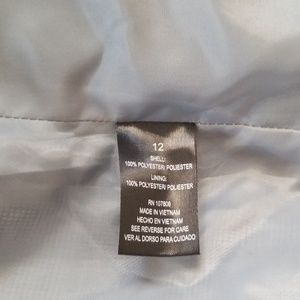 12
SHELL:
100% POLYESTER/ POLIESTER
LINING:
100% POLYESTER/ POLIESTER
RN 107808
MADE IN VIETNAM
HECHO EN VIETNAM
SEE REVERSE FOR CARE
VER AL DORSO PARA CUIDADO